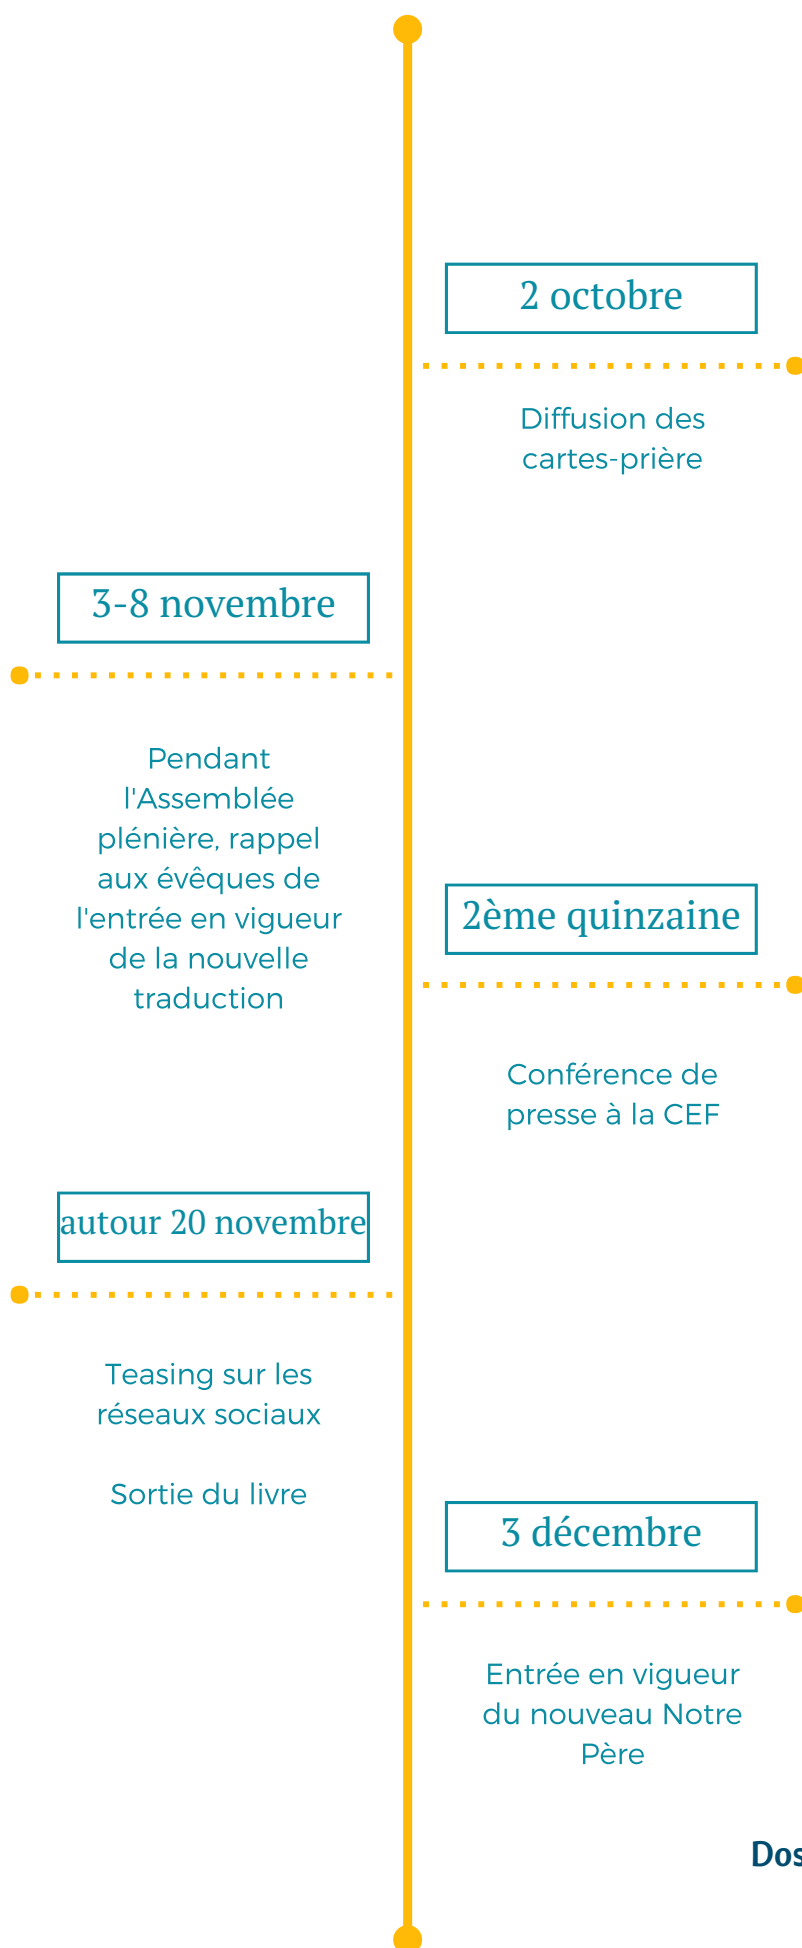 2 octobre
Diffusion des
cartes-prière
3-8 novembre
Pendant
l'Assemblée
plénière, rappel
aux évêques de
l'entrée en vigueur
de la nouvelle
traduction
2ème quinzaine
Conférence de
presse à la CEF
autour 20 novembre
Teasing sur les
réseaux sociaux
Sortie du livre
3 décembre
Entrée en vigueur
du nouveau Notre
Père